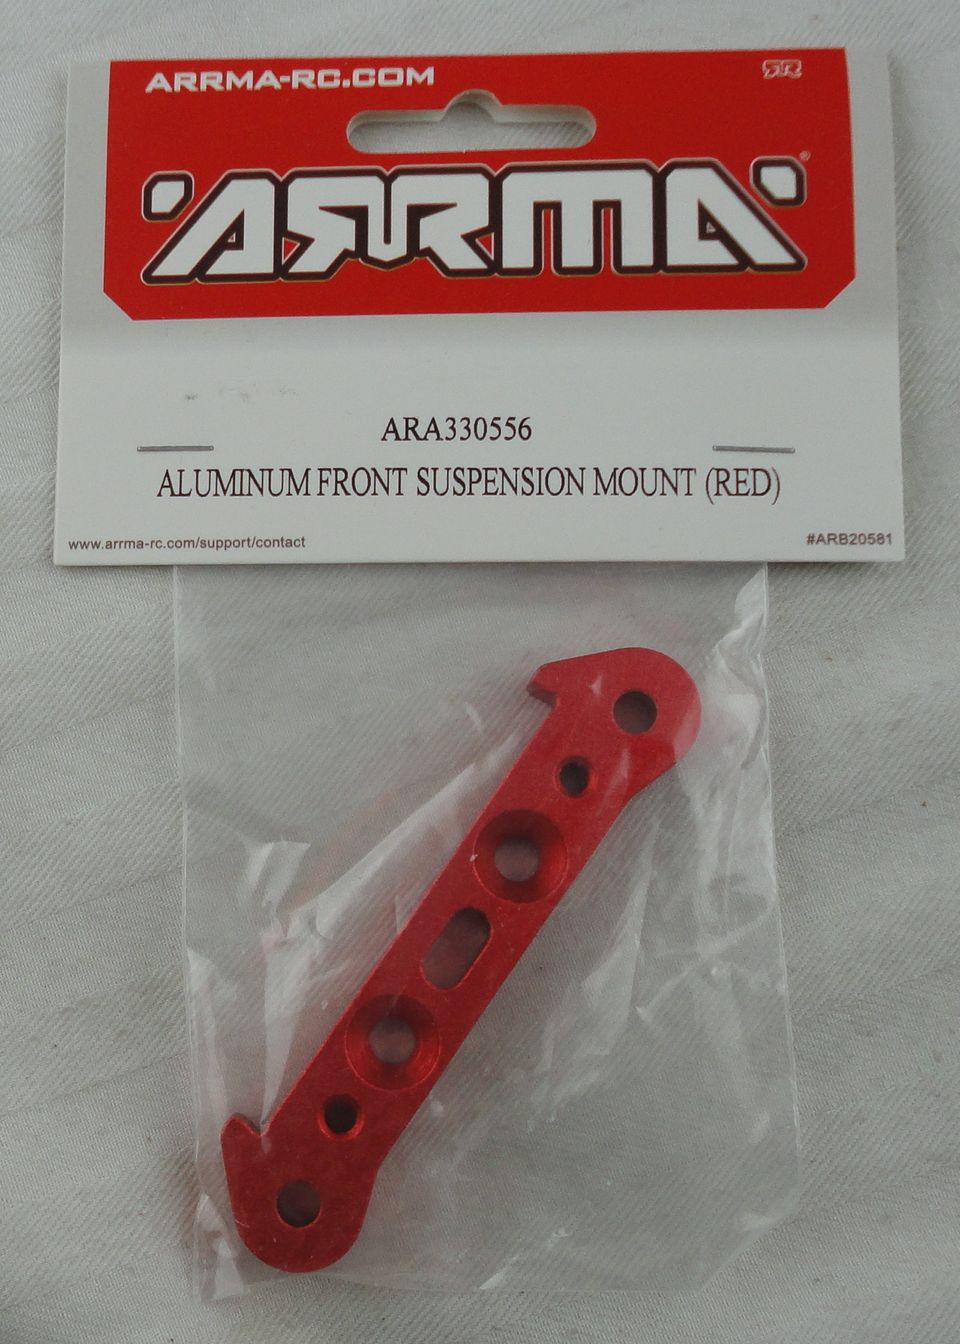 ARRMA-RC.COM
ARRMA®
ARA330556
ALUMINUM FRONT SUSPENSION MOUNT (RED)
www.arrma-rc.com/support/contact
#ARB20581